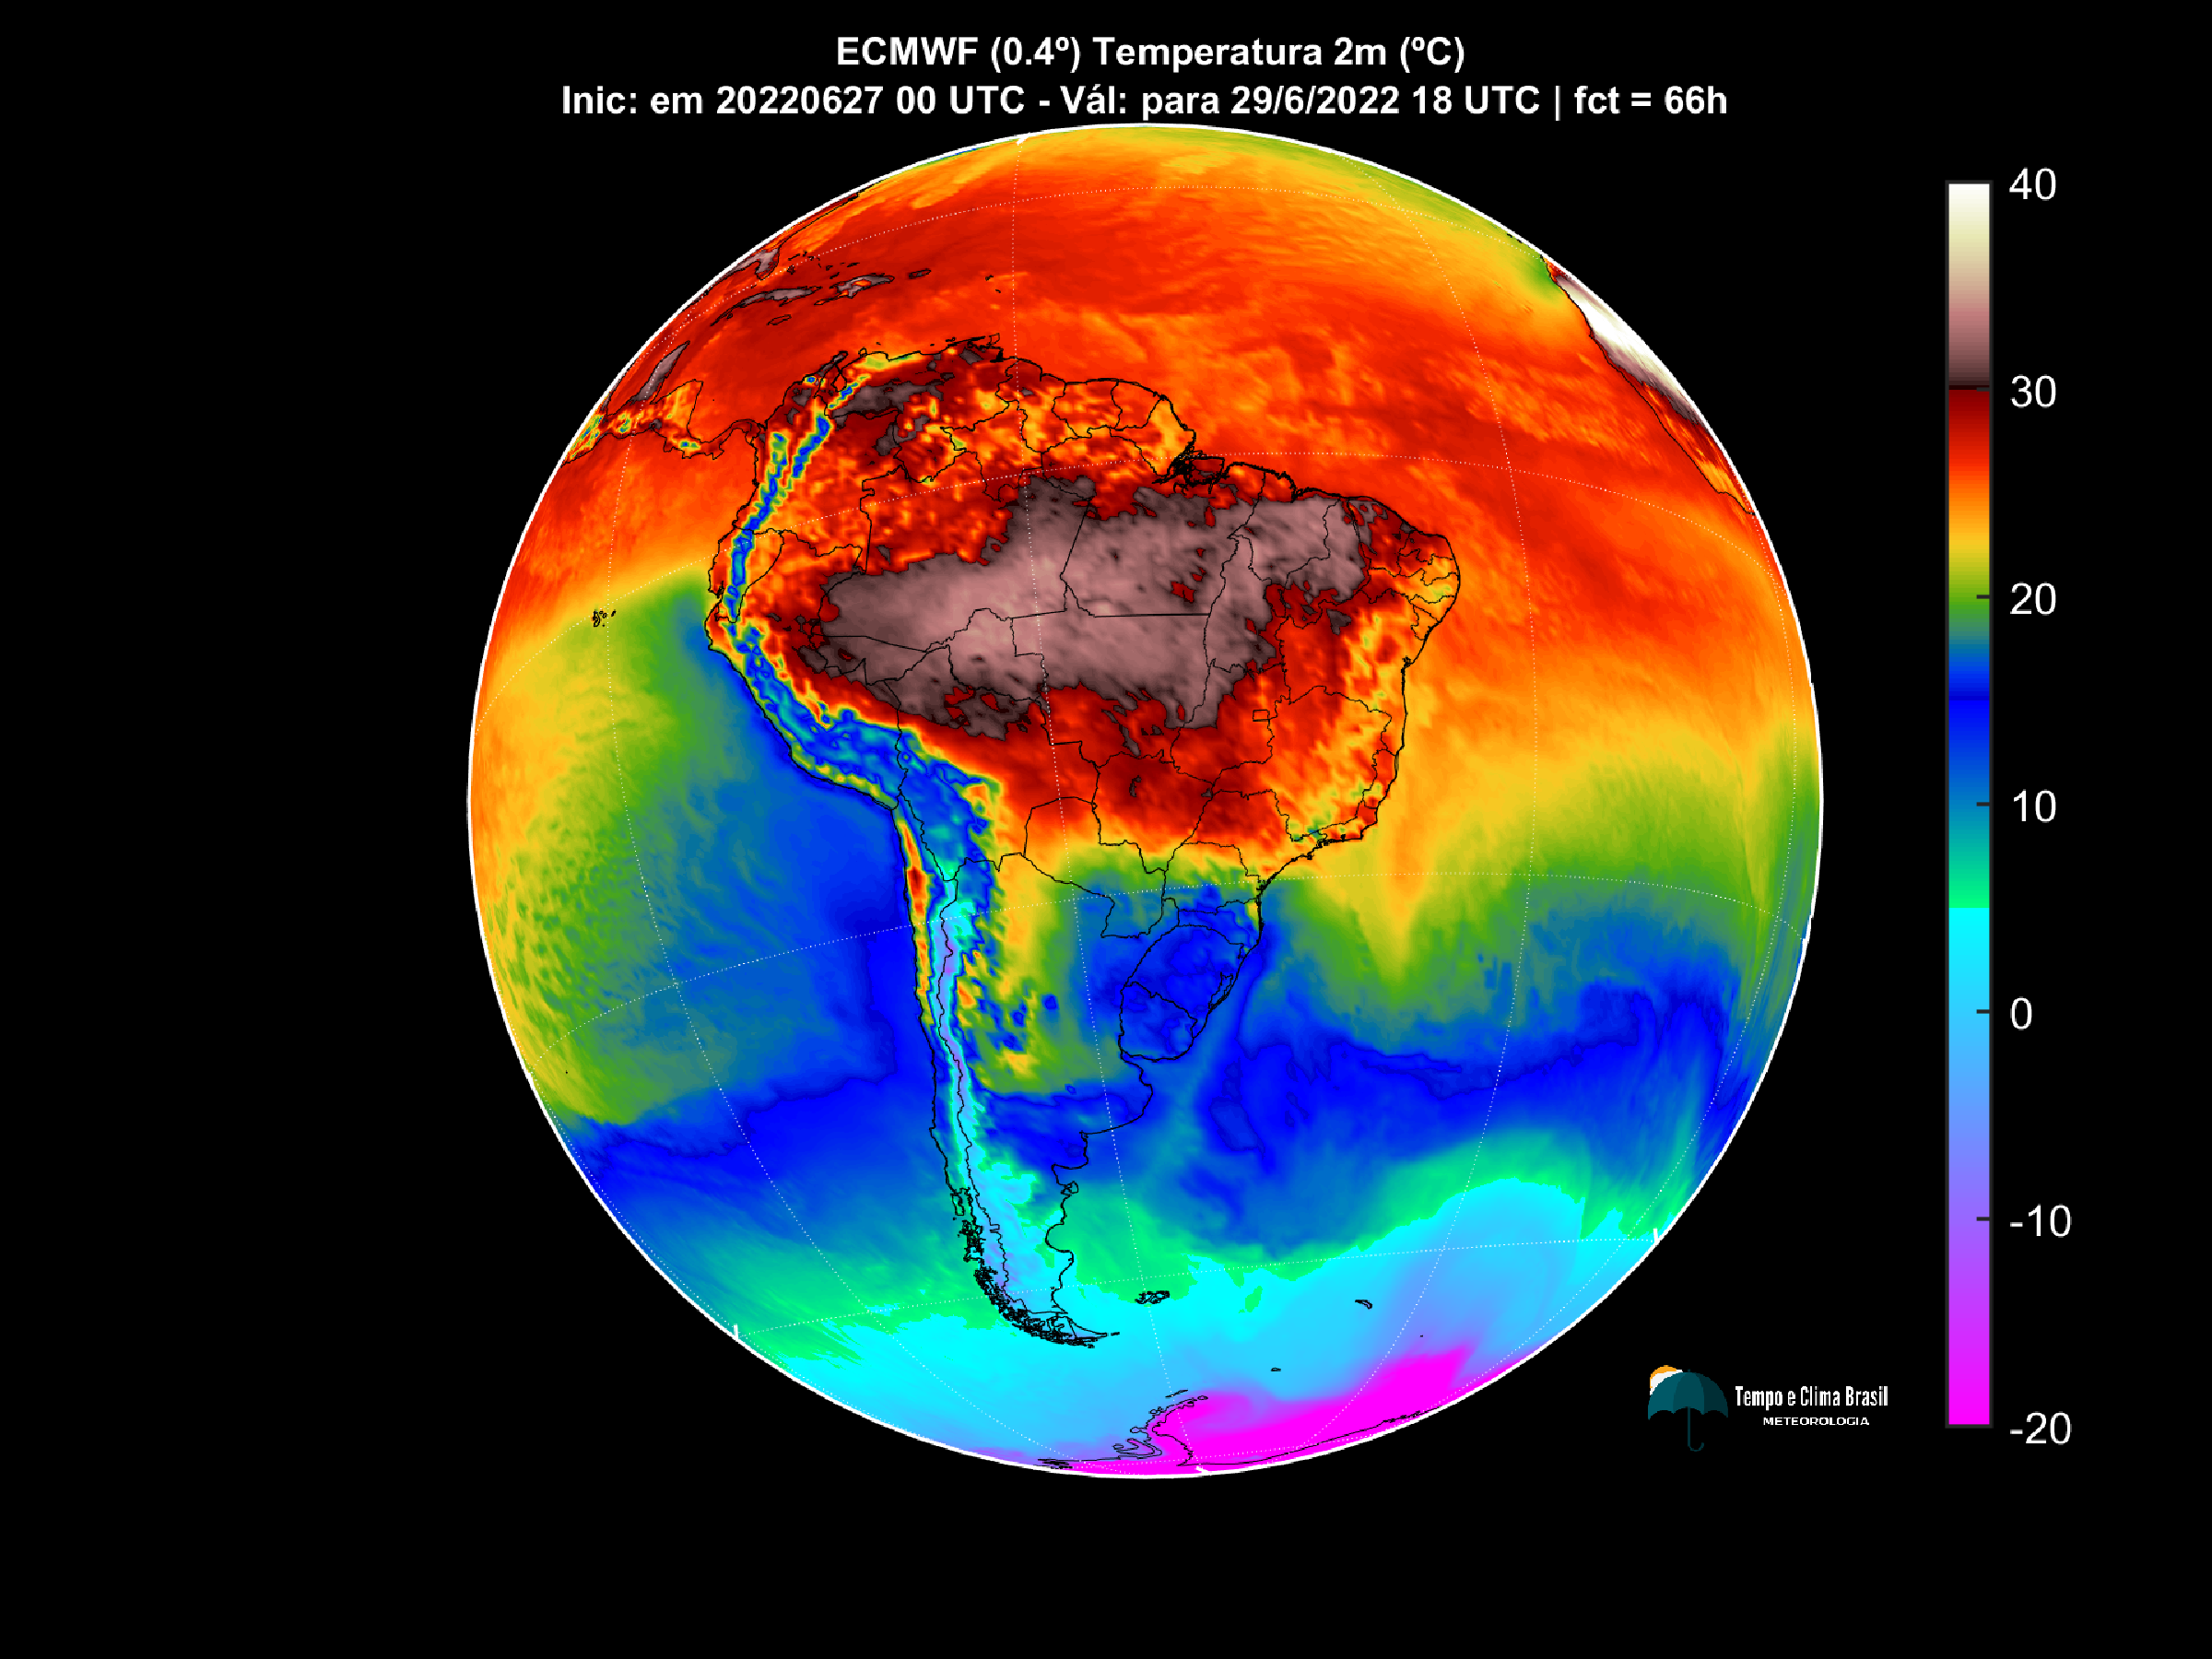 ECMWF (0.4º) Temperatura 2m (ºC)
Inic: em 20220627 00 UTC - Vál: para 29/6/2022 18 UTC | fct = 66h
40
30
20
10
0
-10
-20
Tempo e Clima Brasil
METEOROLOGIA